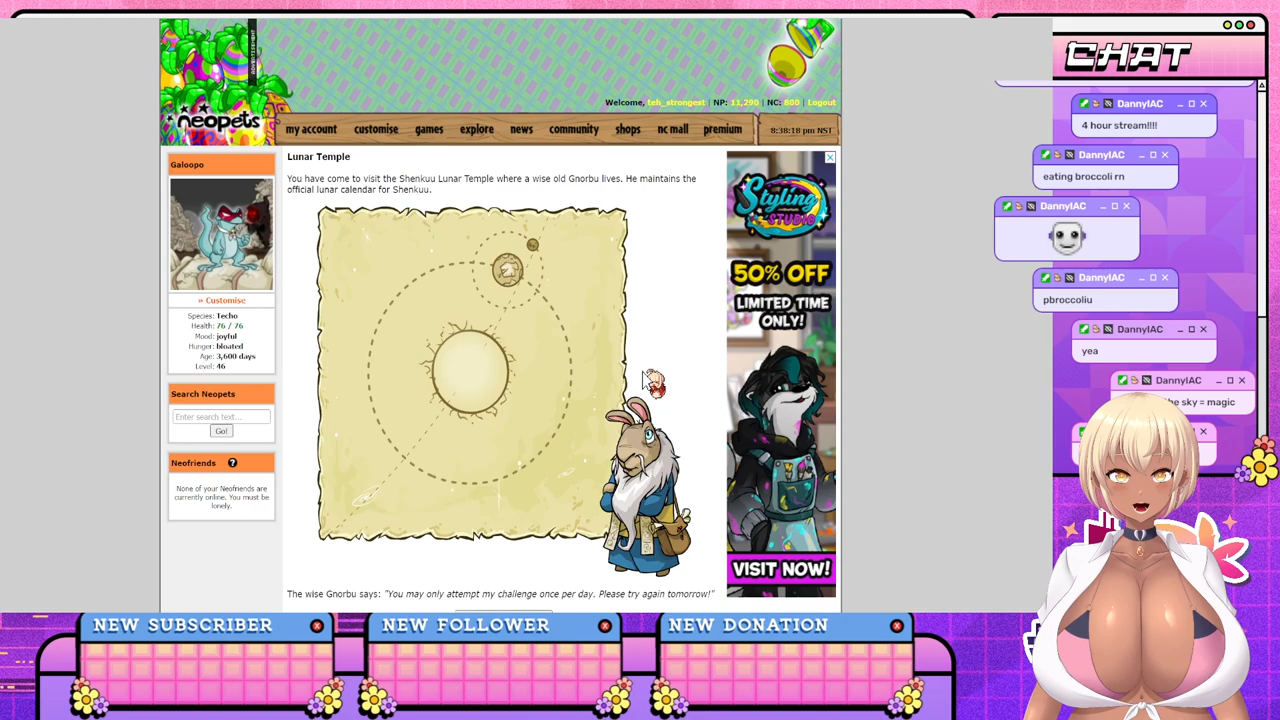 ADVERTISEMENT
neopets
Welcome, teh_strongest | NP: 11,290 | NC: 800 | Logout
my account customise games explore news community shops nc mall premium 8:38:18 pm NST
Galoopo
» Customise
Species: Techo
Health: 76 / 76
Mood: joyful
Hunger: bloated
Age: 3,600 days
Level: 46
Search Neopets
Enter search text...
Go!
Neofriends ?
None of your Neofriends are
currently online. You must be
lonely.
Lunar Temple
You have come to visit the Shenkuu Lunar Temple where a wise old Gnorbu lives. He maintains the
official lunar calendar for Shenkuu.
The wise Gnorbu says: "You may only attempt my challenge once per day. Please try again tomorrow!"
Styling
STUDIO
50% OFF
LIMITED TIME
ONLY!
VISIT NOW!
CHAT
DannyIAC
4 hour stream!!!!
DannyIAC
eating broccoli rn
DannyIAC
DannyIAC
pbroccoliu
DannyIAC
yea
DannyIAC
he sky = magic
NEW SUBSCRIBER
NEW FOLLOWER
NEW DONATION